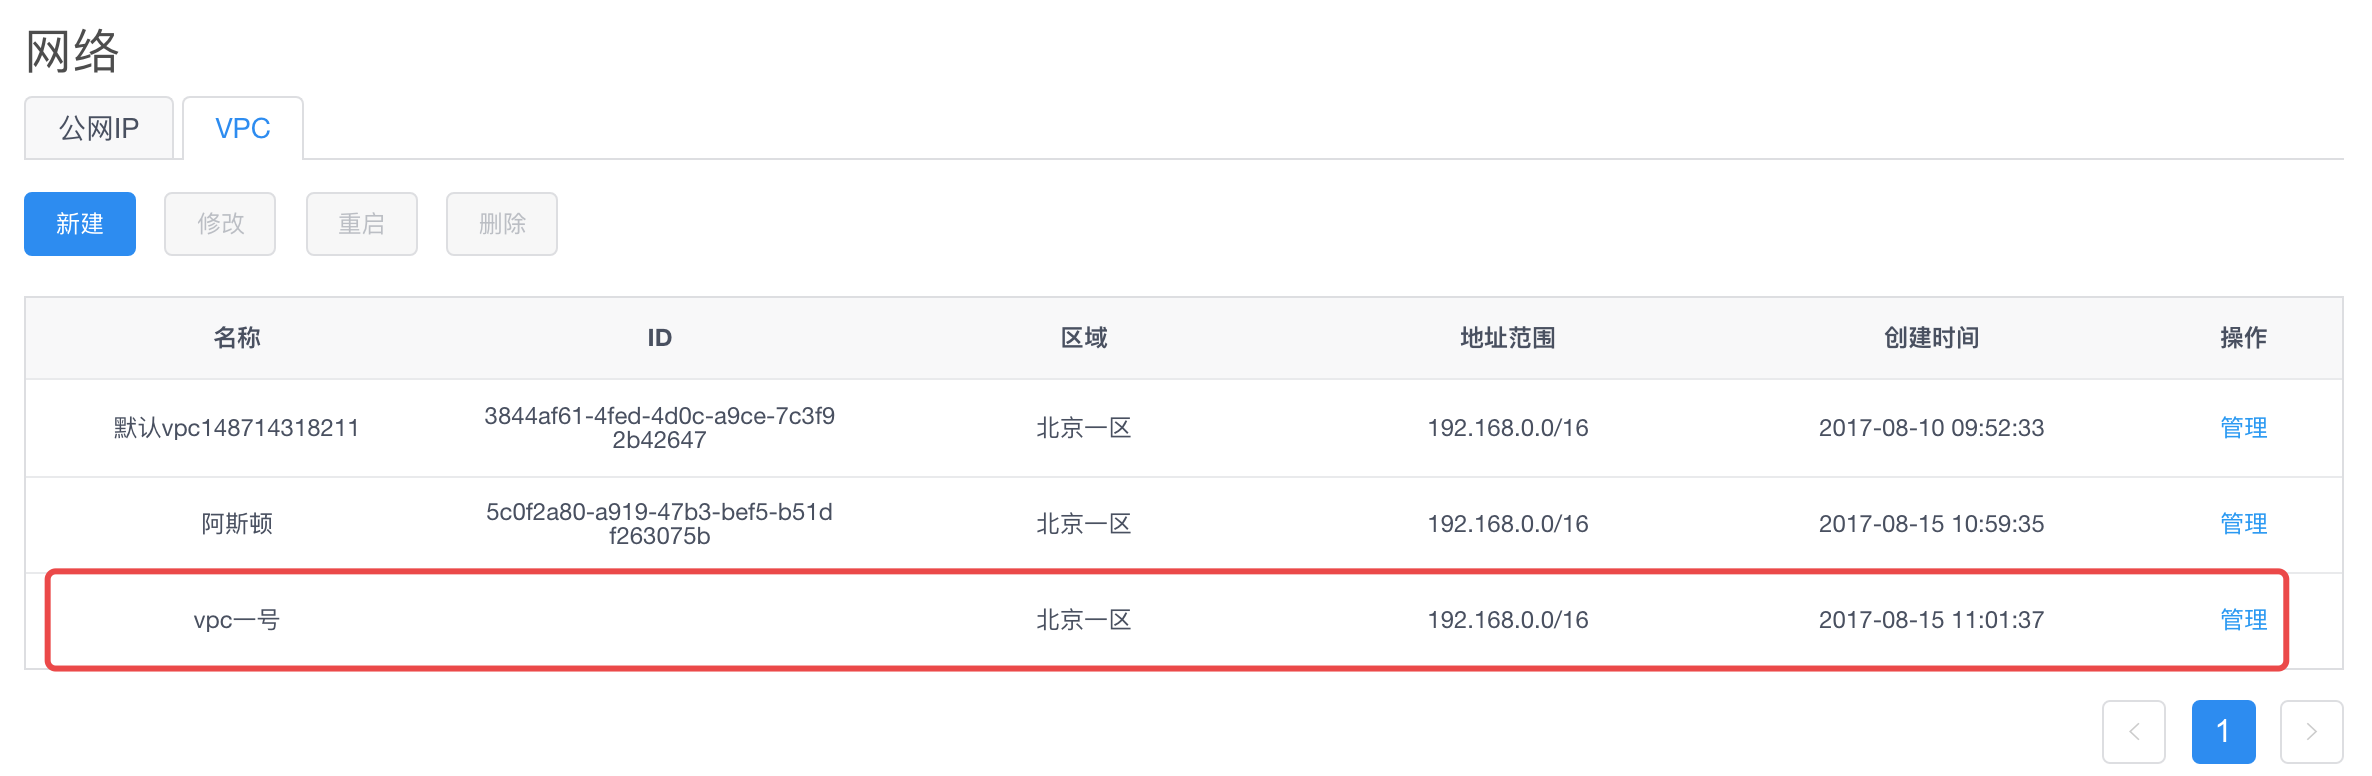 网络
公网IP VPC
新建 修改 重启 删除
名称 ID 区域 地址范围 创建时间 操作
默认vpc148714318211 3844af61-4fed-4d0c-a9ce-7c3f9 北京一区 192.168.0.0/16 2017-08-10 09:52:33 管理
2b42647
阿斯顿 5c0f2a80-a919-47b3-bef5-b51d 北京一区 192.168.0.0/16 2017-08-15 10:59:35 管理
f263075b
vpc一号 北京一区 192.168.0.0/16 2017-08-15 11:01:37 管理
1